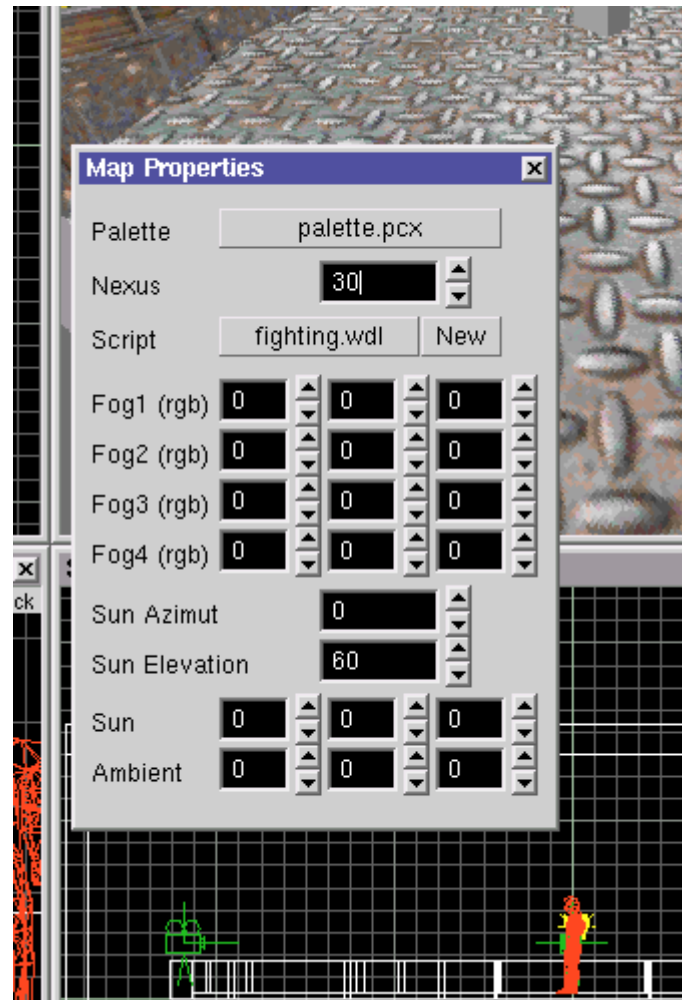 Map Properties
Palette palette.pcx
Nexus 30
Script fighting.wdl New
Fog1 (rgb) 0 0 0
Fog2 (rgb) 0 0 0
Fog3 (rgb) 0 0 0
Fog4 (rgb) 0 0 0
ck
Sun Azimut 0
Sun Elevation 60
Sun 0 0 0
Ambient 0 0 0